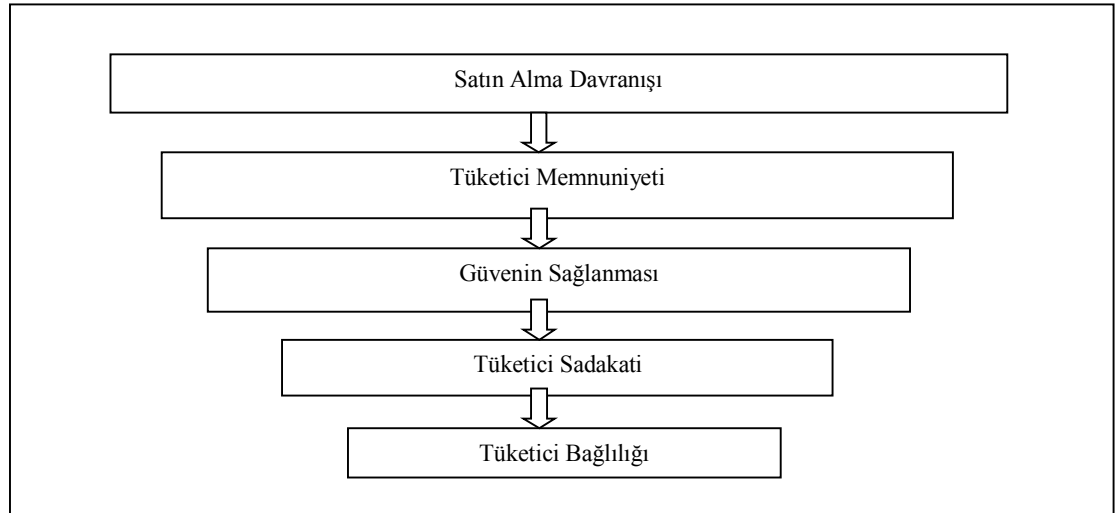 Satın Alma Davranışı
Tüketici Memnuniyeti
Güvenin Sağlanması
Tüketici Sadakati
Tüketici Bağlılığı